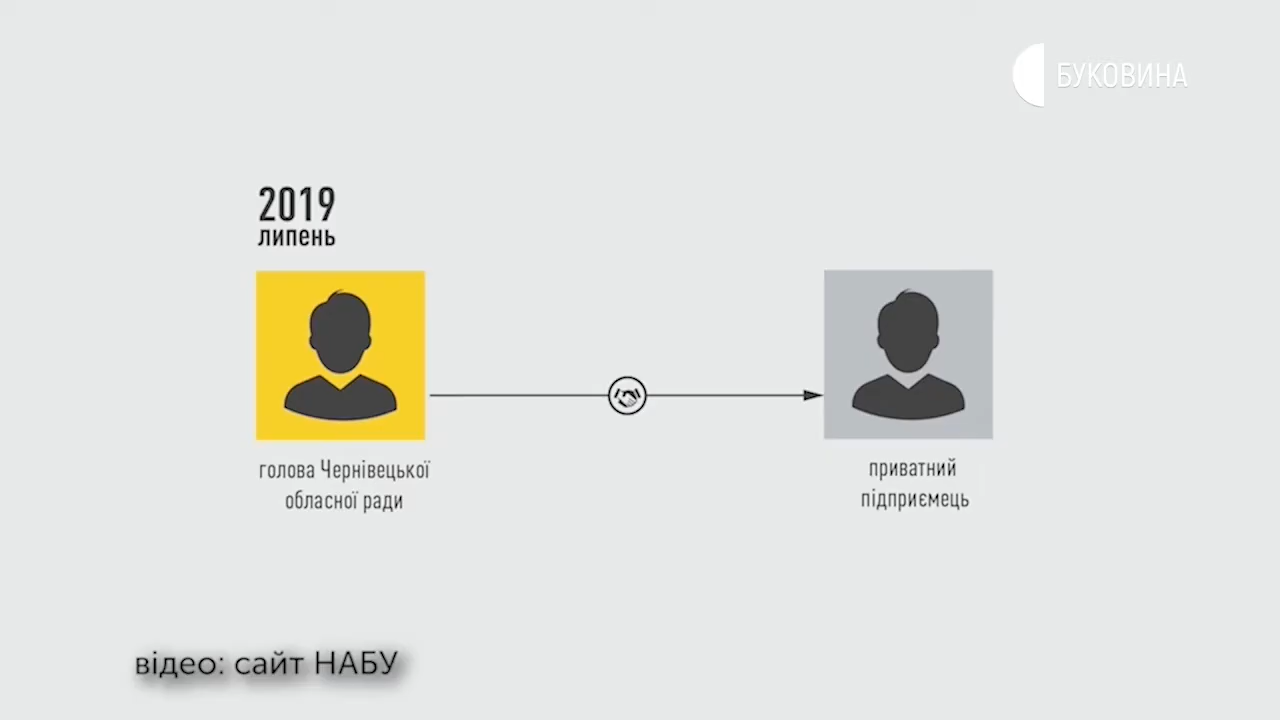 БУКОВИНА
2019
липень
голова Чернівецької
обласної ради
приватний
підприємець
відео: сайт НАБУ